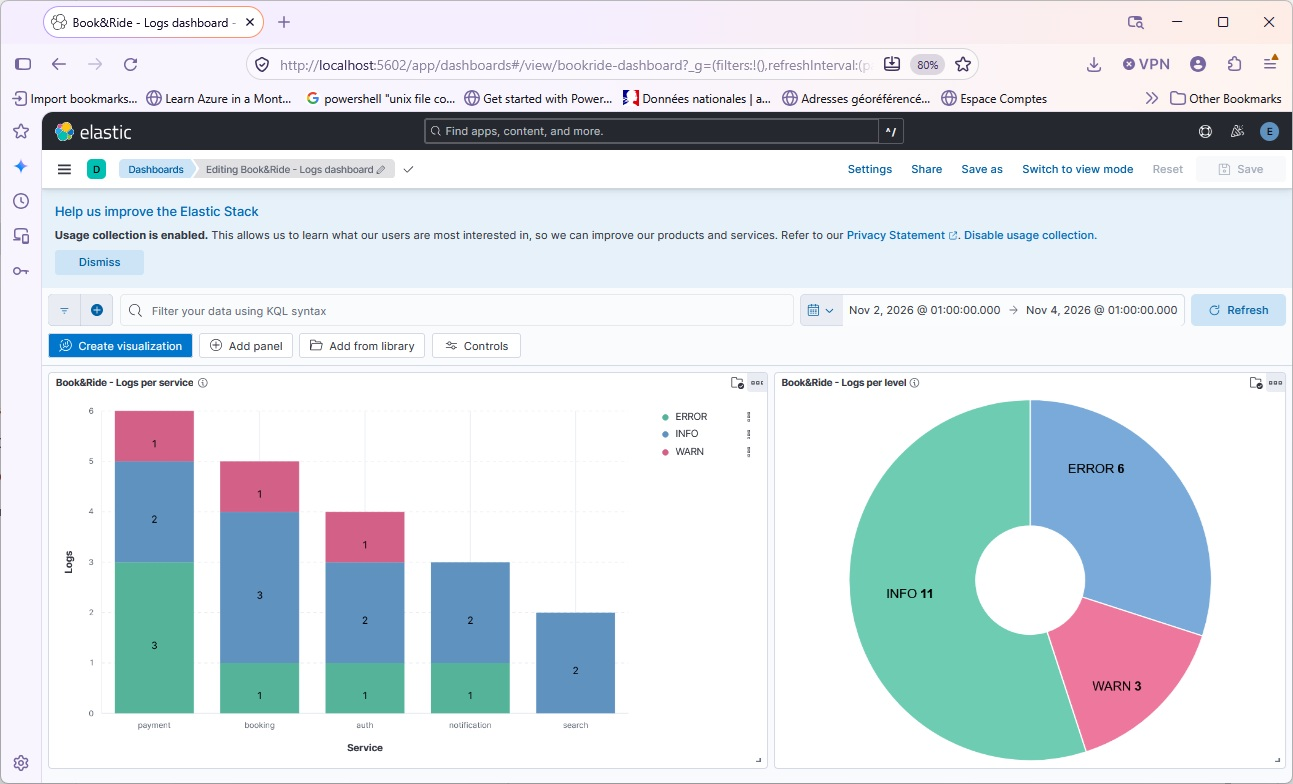 Book&Ride - Logs dashboard -
http://localhost:5602/app/dashboards#/view/bookride-dashboard?_g=(filters:!(),refreshInterval:(p
80%
VPN
Import bookmarks...
Learn Azure in a Mont...
powershell "unix file co...
Get started with Power...
Données nationales | a...
Adresses géoréférencé...
Espace Comptes
Other Bookmarks
elastic
Find apps, content, and more.
^/
E
D
Dashboards
Editing Book&Ride - Logs dashboard
Settings
Share
Save as
Switch to view mode
Reset
Save
Help us improve the Elastic Stack
Usage collection is enabled. This allows us to learn what our users are most interested in, so we can improve our products and services. Refer to our Privacy Statement. Disable usage collection.
Dismiss
Filter your data using KQL syntax
Nov 2, 2026 @ 01:00:00.000 → Nov 4, 2026 @ 01:00:00.000
Refresh
Create visualization
Add panel
Add from library
Controls
Book&Ride - Logs per service
6
5
4
3
2
1
0
Logs
1
2
3
1
3
1
1
2
1
2
1
2
payment
booking
auth
notification
search
Service
ERROR
INFO
WARN
Book&Ride - Logs per level
ERROR 6
INFO 11
WARN 3